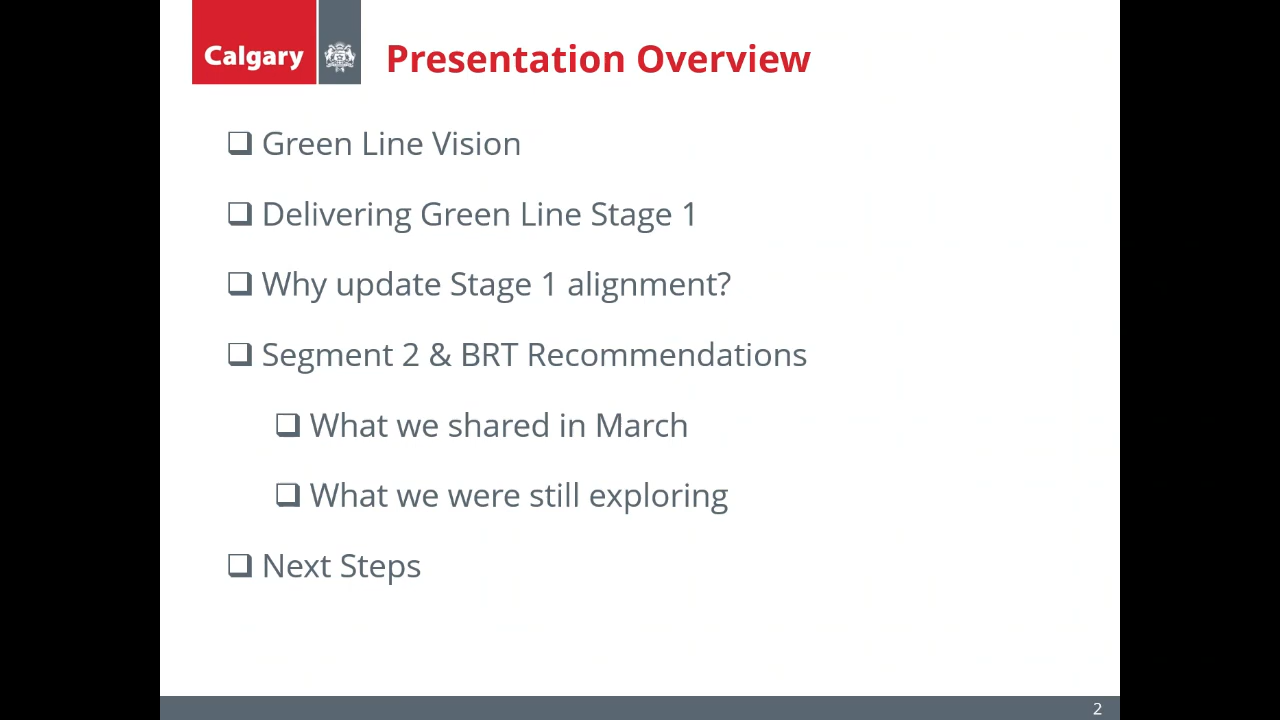 Calgary
Presentation Overview
❑ Green Line Vision
❑ Delivering Green Line Stage 1
❑ Why update Stage 1 alignment?
❑ Segment 2 & BRT Recommendations
❑ What we shared in March
❑ What we were still exploring
❑ Next Steps
2